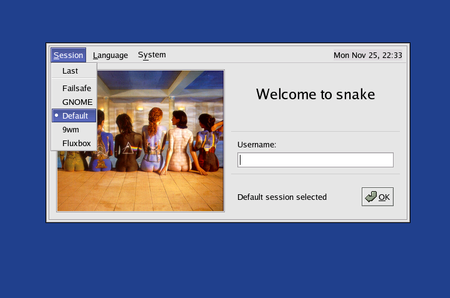 Session Language System Mon Nov 25, 22:33
Last
Failsafe
GNOME
Default
9wm
Fluxbox
Welcome to snake
Username:
Default session selected
OK